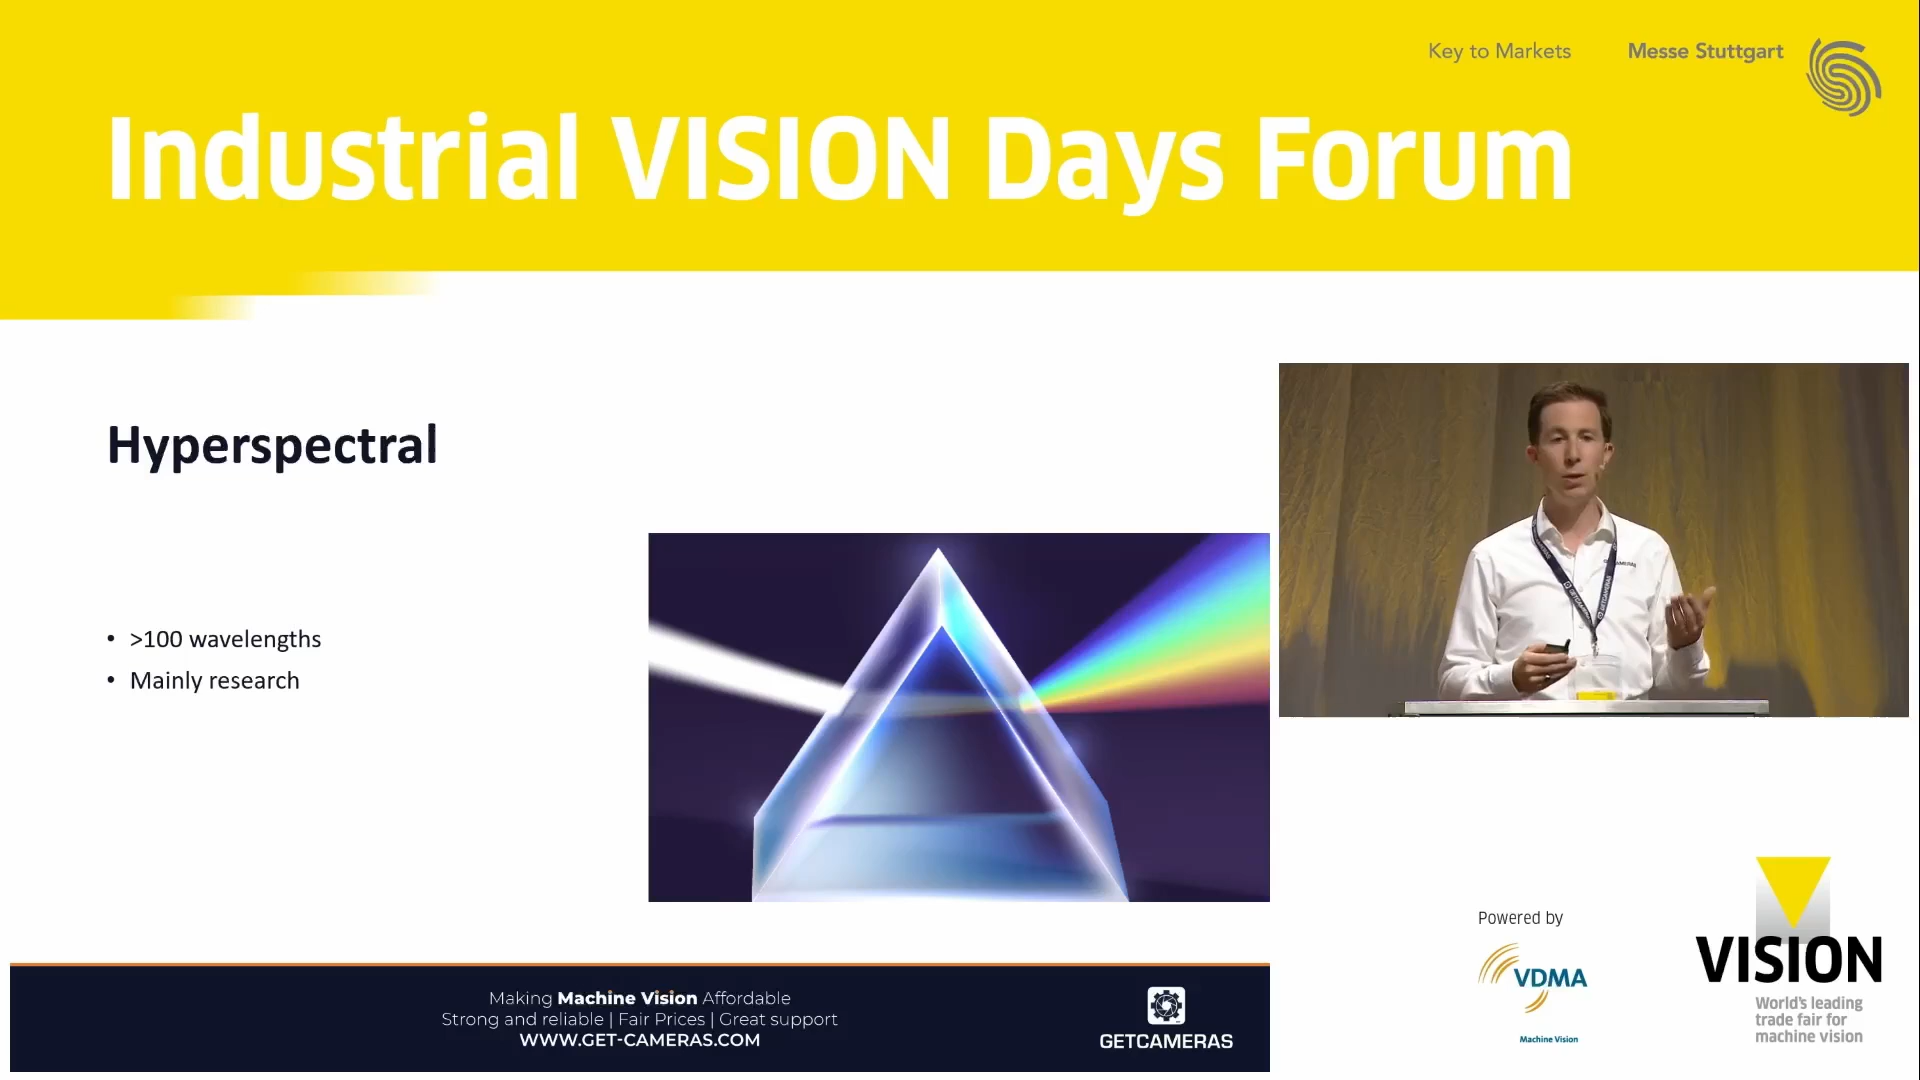 Key to Markets Messe Stuttgart
Industrial VISION Days Forum
Hyperspectral
• >100 wavelengths
• Mainly research
GETCAMERAS
Powered by
VDMA
Machine Vision
VISION
World's leading
trade fair for
machine vision
Making Machine Vision Affordable
Strong and reliable | Fair Prices | Great support
WWW.GET-CAMERAS.COM
GETCAMERAS